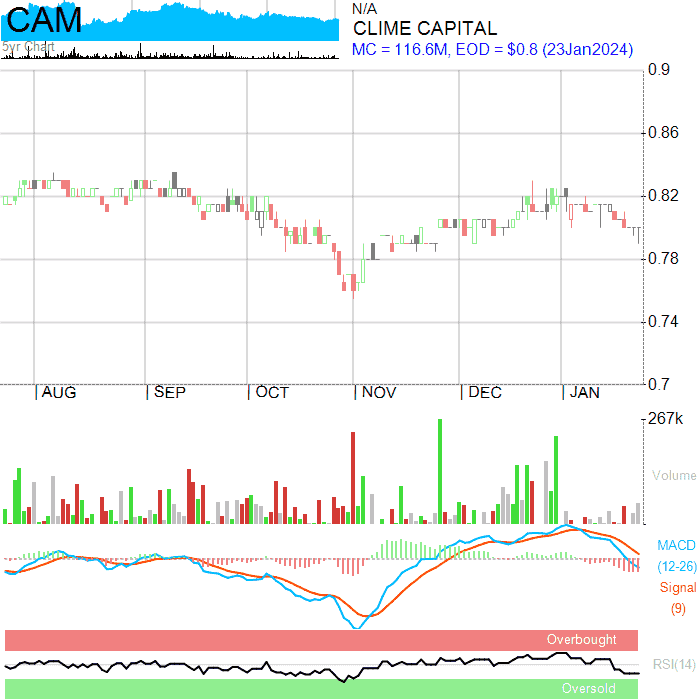 CAM
5yr Chart
N/A
CLIME CAPITAL
MC = 116.6M, EOD = $0.8 (23Jan2024)
0.9
0.86
0.82
0.78
0.74
0.7
AUG SEP OCT NOV DEC JAN
267k
Volume
MACD
(12-26)
Signal
(9)
Overbought
RSI(14)
Oversold